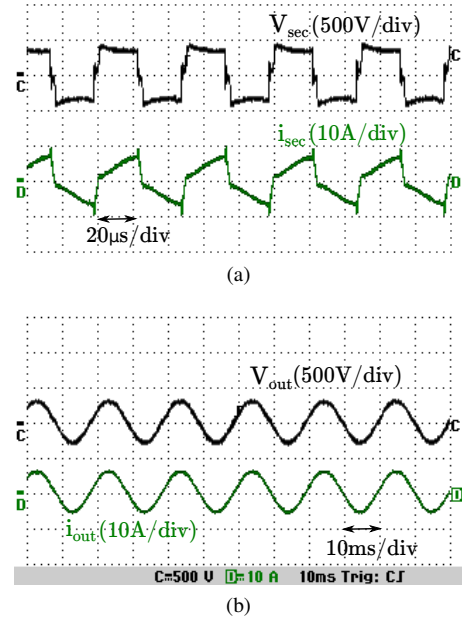 V_sec(500V/div)
C
C
i_sec(10A/div)
D
D
20μs/div
(a)
V_out(500V/div)
C
C
D
D
i_out(10A/div)
10ms/div
C=500 V D=10 A 10ms Trig: C∫
(b)